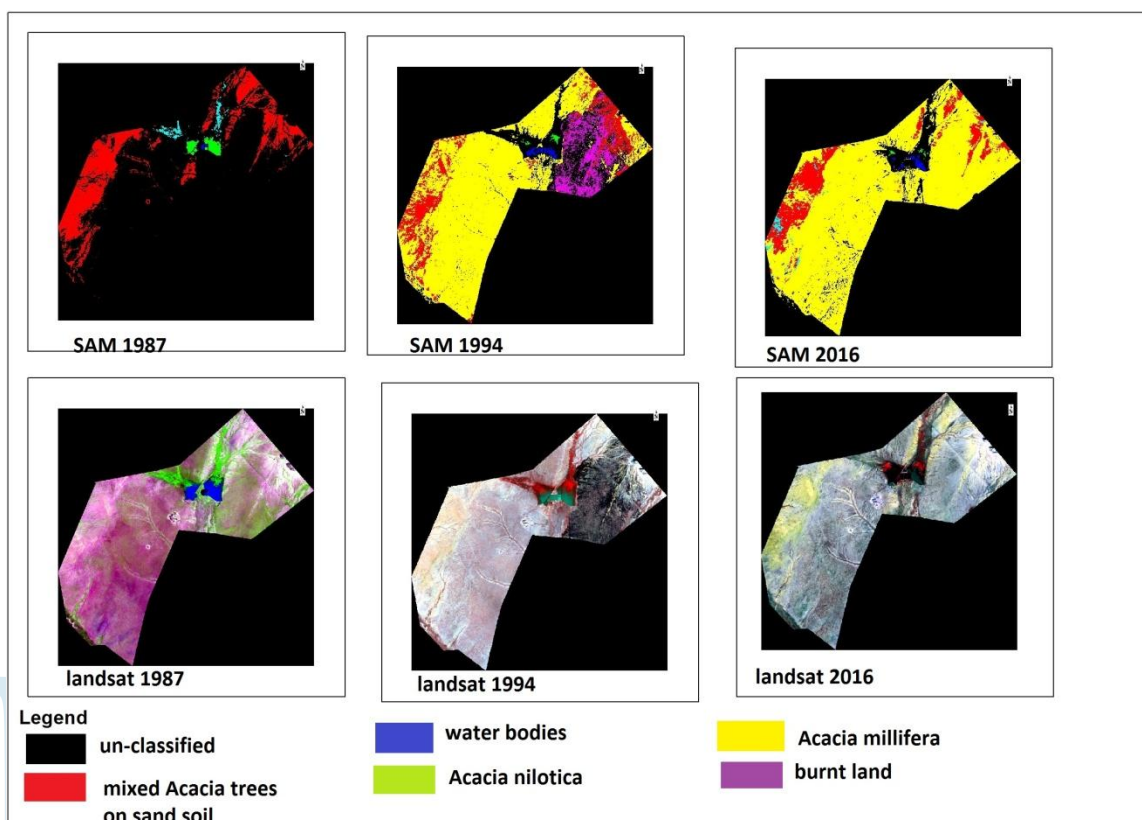 SAM 1987
SAM 1994
SAM 2016
landsat 1987
landsat 1994
landsat 2016
Legend
un-classified
mixed Acacia trees
on sand soil
water bodies
Acacia nilotica
Acacia millifera
burnt land